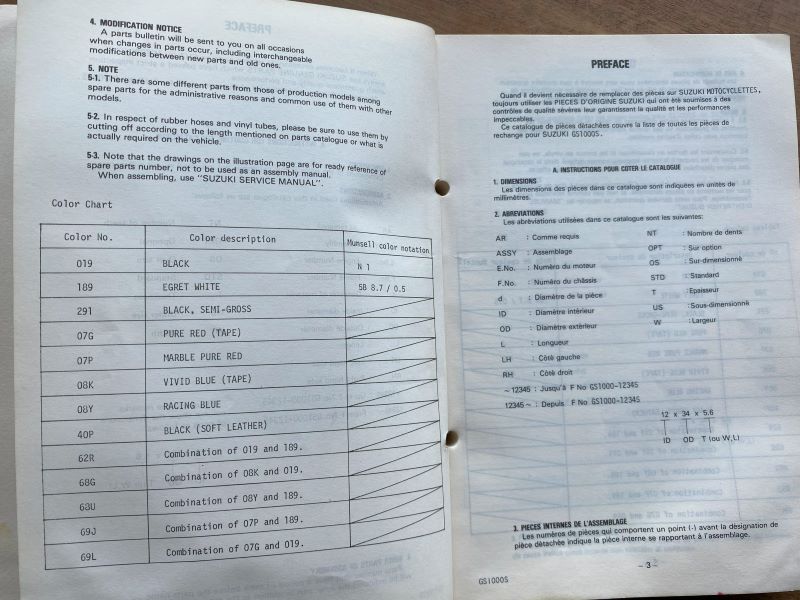 4. MODIFICATION NOTICE
A parts bulletin will be sent to you on all occasions
when changes in parts occur, including interchangeable
modifications between new parts and old ones.
5. NOTE
5-1. There are some different parts from those of production models among
spare parts for the administrative reasons and common use of them with other
models.
5-2. In respect of rubber hoses and vinyl tubes, please be sure to use them by
cutting off according to the length mentioned on parts catalogue or what is
actually required on the vehicle.
5-3. Note that the drawings on the illustration page are for ready reference of
spare parts number, not to be used as an assembly manual.
When assembling, use "SUZUKI SERVICE MANUAL".
Color Chart
Color No. Color description Munsell color notation
019 BLACK N 1
189 EGRET WHITE 5B 8.7 / 0.5
291 BLACK, SEMI-GROSS
07G PURE RED (TAPE)
07P MARBLE PURE RED
08K VIVID BLUE (TAPE)
08Y RACING BLUE
40P BLACK (SOFT LEATHER)
62R Combination of 019 and 189.
68G Combination of 08K and 019.
68U Combination of 08Y and 189.
69J Combination of 07P and 189.
69L Combination of 07G and 019.
PREFACE
Quand il devient nécessaire de remplacer des pièces sur SUZUKI MOTOCYCLETTES,
toujours utiliser les PIECES D'ORIGINE SUZUKI qui ont été soumises à des
contrôles de qualité sévères leur garantissant la qualité et les performances
impeccables.
Ce catalogue de pièces détachées couvre la liste de toutes les pièces de
rechange pour SUZUKI GS1000S.
A. INSTRUCTIONS POUR COTER LE CATALOGUE
1. DIMENSIONS
Les dimensions des pièces dans ce catalogue sont indiquées en unités de
millimètres.
2. ABREVIATIONS
Les abréviations utilisées dans ce catalogue sont les suivantes:
AR : Comme requis NT : Nombre de dents
ASSY : Assemblage OPT : Sur option
E.No. : Numéro du moteur OS : Sur-dimensionné
F.No. : Numéro du châssis STD : Standard
d : Diamètre de la pièce T : Epaisseur
ID : Diamètre intérieur US : Sous-dimensionné
OD : Diamètre extérieur W : Largeur
L : Longueur
LH : Côté gauche
RH : Côté droit
~12345 : Jusqu'à F No GS1000-12345
12345~ : Depuis F No GS1000-12345
12 x 34 x 5,6
ID OD T (ou W,L)
3. PIECES INTERNES DE L'ASSEMBLAGE
Les numéros de pièces qui comportent un point (·) avant la désignation de
pièce détachée indique la pièce interne se rapportant à l'assemblage.
- 3 -
GS1000S